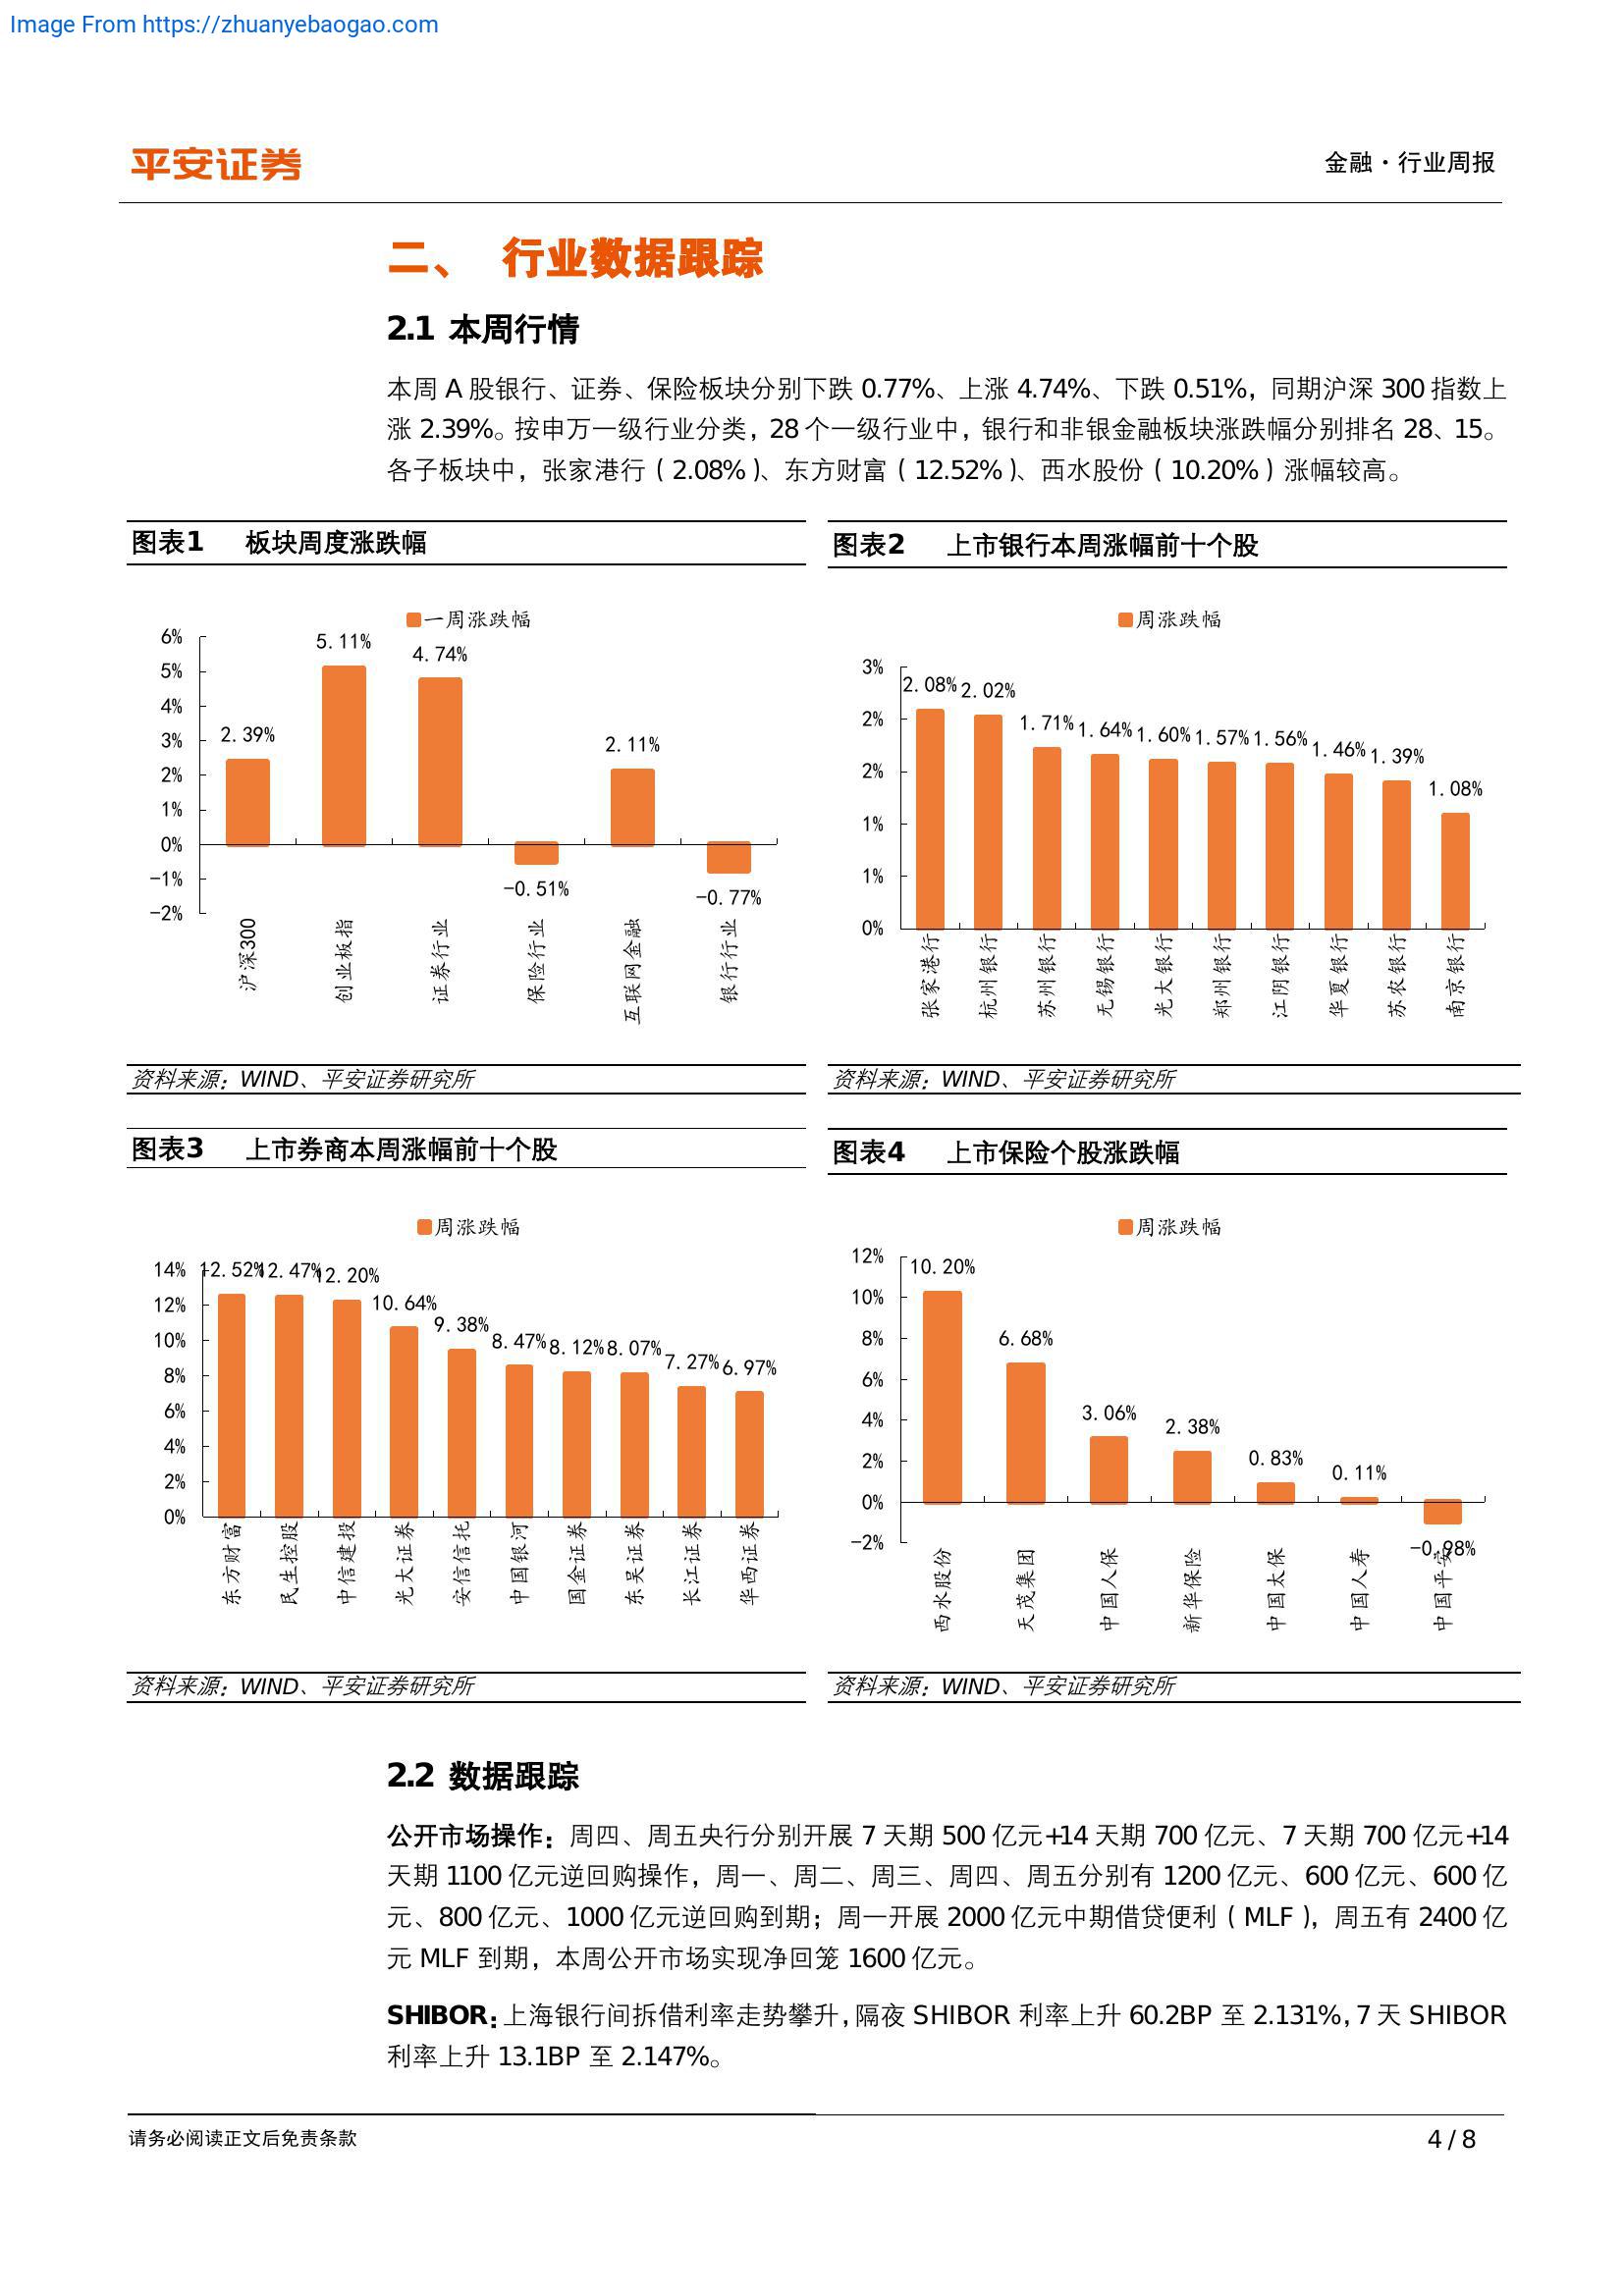 Image From https://zhuanyebaogao.com
平安证券
金融·行业周报
二、 行业数据跟踪
2.1 本周行情
本周 A 股银行、证券、保险板块分别下跌 0.77%、上涨 4.74%、下跌 0.51%，同期沪深 300 指数上
涨 2.39%。按申万一级行业分类，28 个一级行业中，银行和非银金融板块涨跌幅分别排名 28、15。
各子板块中，张家港行（2.08%）、东方财富（12.52%）、西水股份（10.20%）涨幅较高。
图表1 板块周度涨跌幅
一周涨跌幅
6%
5%
4%
3%
2%
1%
0%
-1%
-2%
2.39%
5.11%
4.74%
-0.51%
2.11%
-0.77%
沪深300
创业板指
证券行业
保险行业
互联网金融
银行行业
资料来源：WIND、平安证券研究所
图表2 上市银行本周涨幅前十个股
周涨跌幅
3%
2%
2%
1%
1%
0%
2.08%
2.02%
1.71%
1.64%
1.60%
1.57%
1.56%
1.46%
1.39%
1.08%
张家港行
杭州银行
苏州银行
无锡银行
光大银行
郑州银行
江阴银行
华夏银行
苏农银行
南京银行
资料来源：WIND、平安证券研究所
图表3 上市券商本周涨幅前十个股
周涨跌幅
14%
12%
10%
8%
6%
4%
2%
0%
12.52%
12.47%
12.20%
10.64%
9.38%
8.47%
8.12%
8.07%
7.27%
6.97%
东方财富
民生控股
中信建投
光大证券
安信信托
中国银河
国金证券
东吴证券
长江证券
华西证券
资料来源：WIND、平安证券研究所
图表4 上市保险个股涨跌幅
周涨跌幅
12%
10%
8%
6%
4%
2%
0%
-2%
10.20%
6.68%
3.06%
2.38%
0.83%
0.11%
-0.98%
西水股份
天茂集团
中国人保
新华保险
中国太保
中国人寿
中国平安
资料来源：WIND、平安证券研究所
2.2 数据跟踪
公开市场操作：周四、周五央行分别开展 7 天期 500 亿元+14 天期 700 亿元、7 天期 700 亿元+14
天期 1100 亿元逆回购操作，周一、周二、周三、周四、周五分别有 1200 亿元、600 亿元、600 亿
元、800 亿元、1000 亿元逆回购到期；周一开展 2000 亿元中期借贷便利（MLF），周五有 2400 亿
元 MLF 到期，本周公开市场实现净回笼 1600 亿元。
SHIBOR：上海银行间拆借利率走势攀升，隔夜 SHIBOR 利率上升 60.2BP 至 2.131%，7 天 SHIBOR
利率上升 13.1BP 至 2.147%。
请务必阅读正文后免责条款
4 / 8